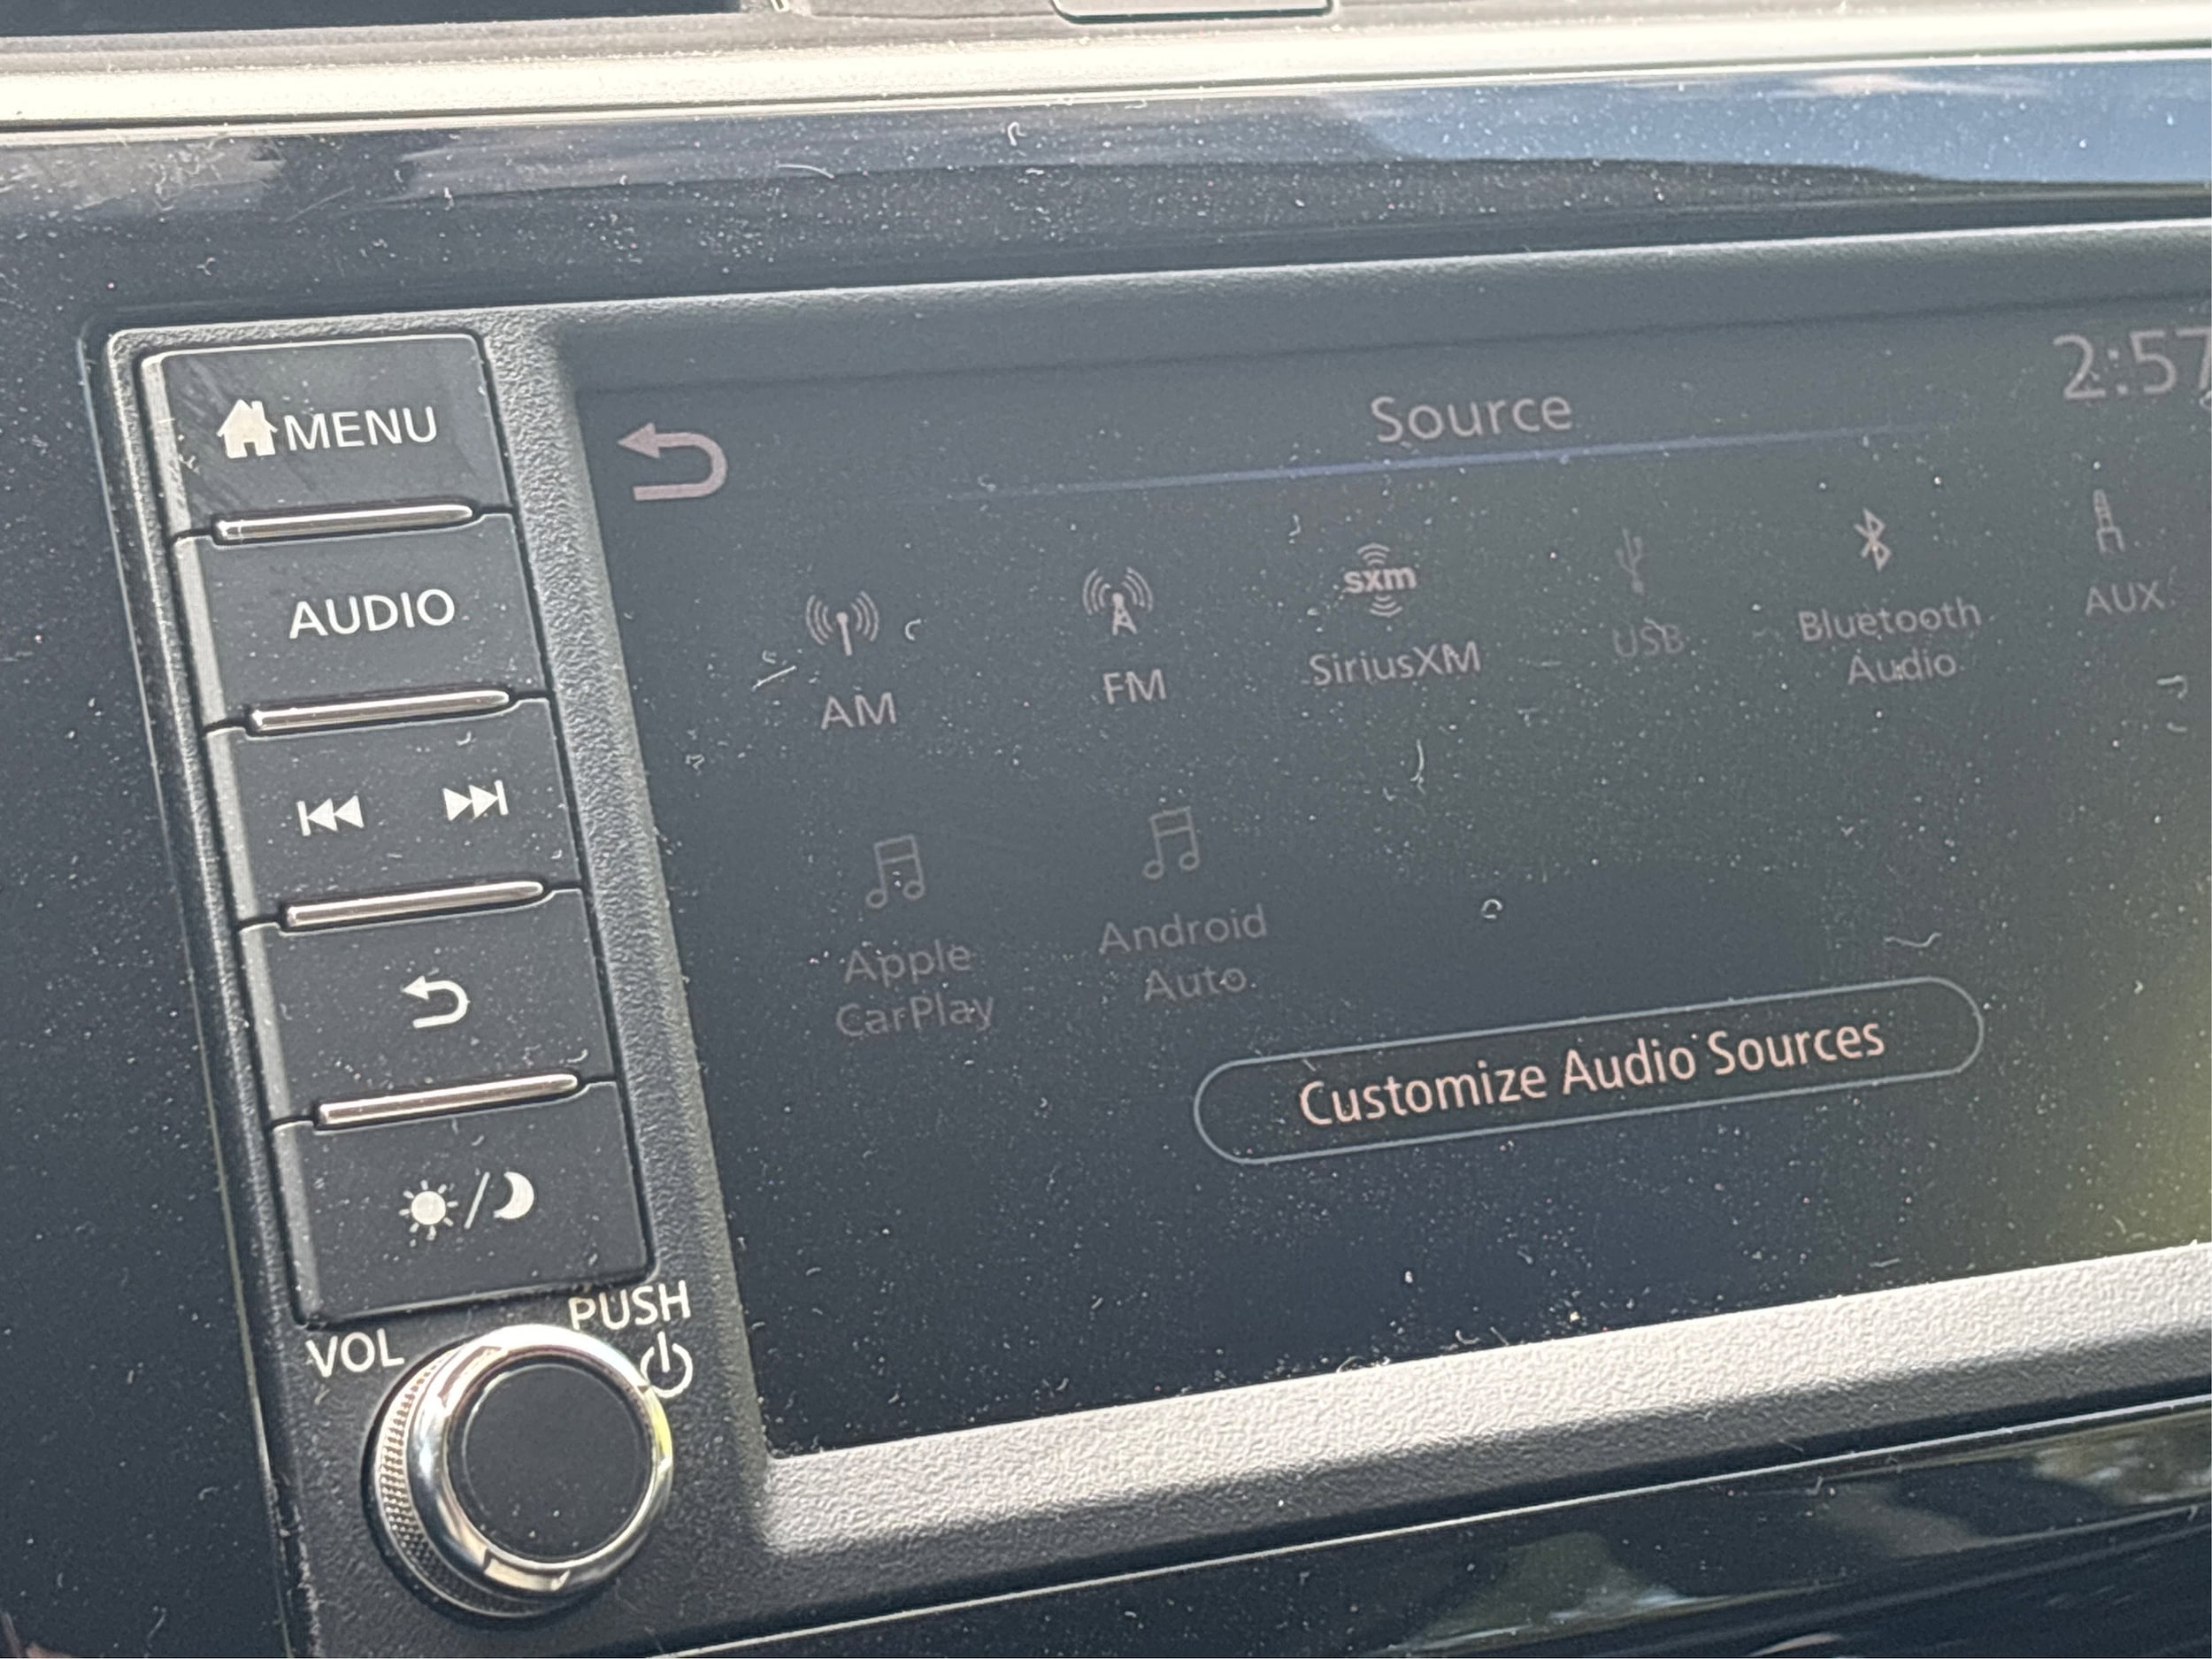 MENU
AUDIO
VOL
PUSH
Source
2:57
AM
FM
sxm
SiriusXM
USB
Bluetooth
Audio
AUX
Apple
CarPlay
Android
Auto
Customize Audio Sources